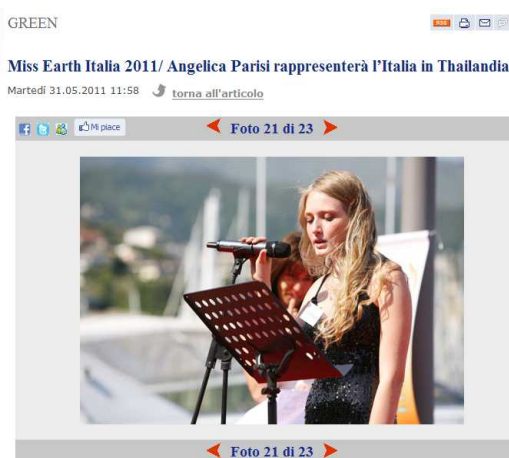 GREEN
RSS
Miss Earth Italia 2011/ Angelica Parisi rappresenterà l'Italia in Thailandia
Martedì 31.05.2011 11:58 torna all'articolo
Mi piace Foto 21 di 23
Foto 21 di 23